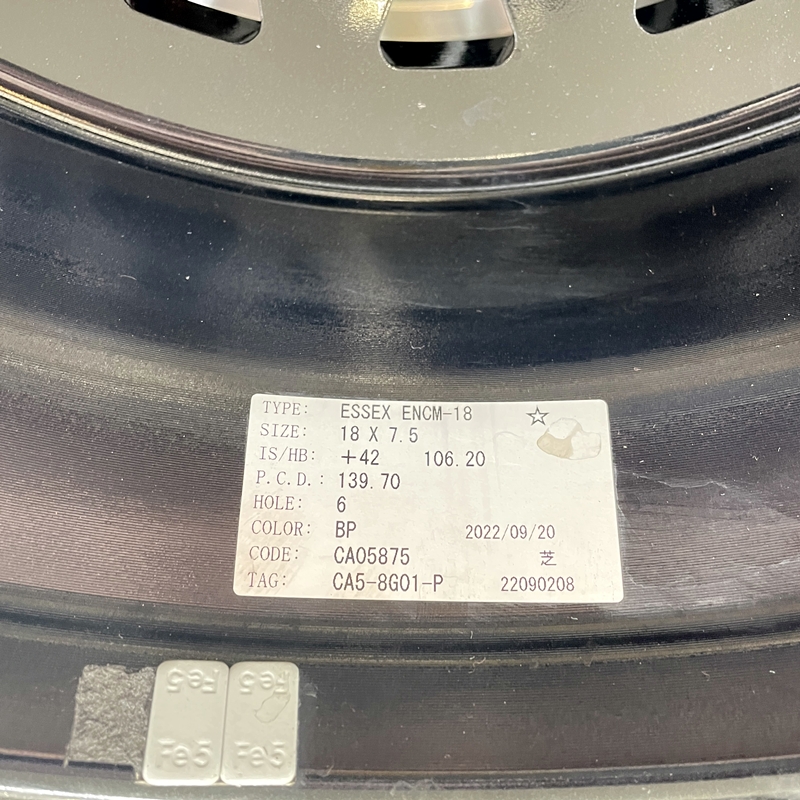 TYPE: ESSEX ENCM-18 ☆
SIZE: 18 X 7.5
IS/HB: +42 106.20
P.C.D.: 139.70
HOLE: 6
COLOR: BP 2022/09/20
CODE: CA05875 芝
TAG: CA5-8G01-P 22090208
Fe5 Fe5
Fe5 Fe5